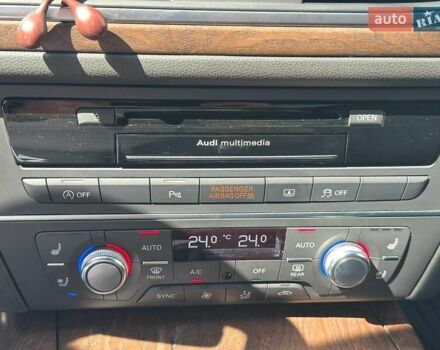 auto RIA
OPEN
Audi multimedia
A OFF P PASSENGER AIRBAG OFF OFF
AUTO 24.0 °C 24.0 AUTO
FRONT A/C OFF REAR
SYNC